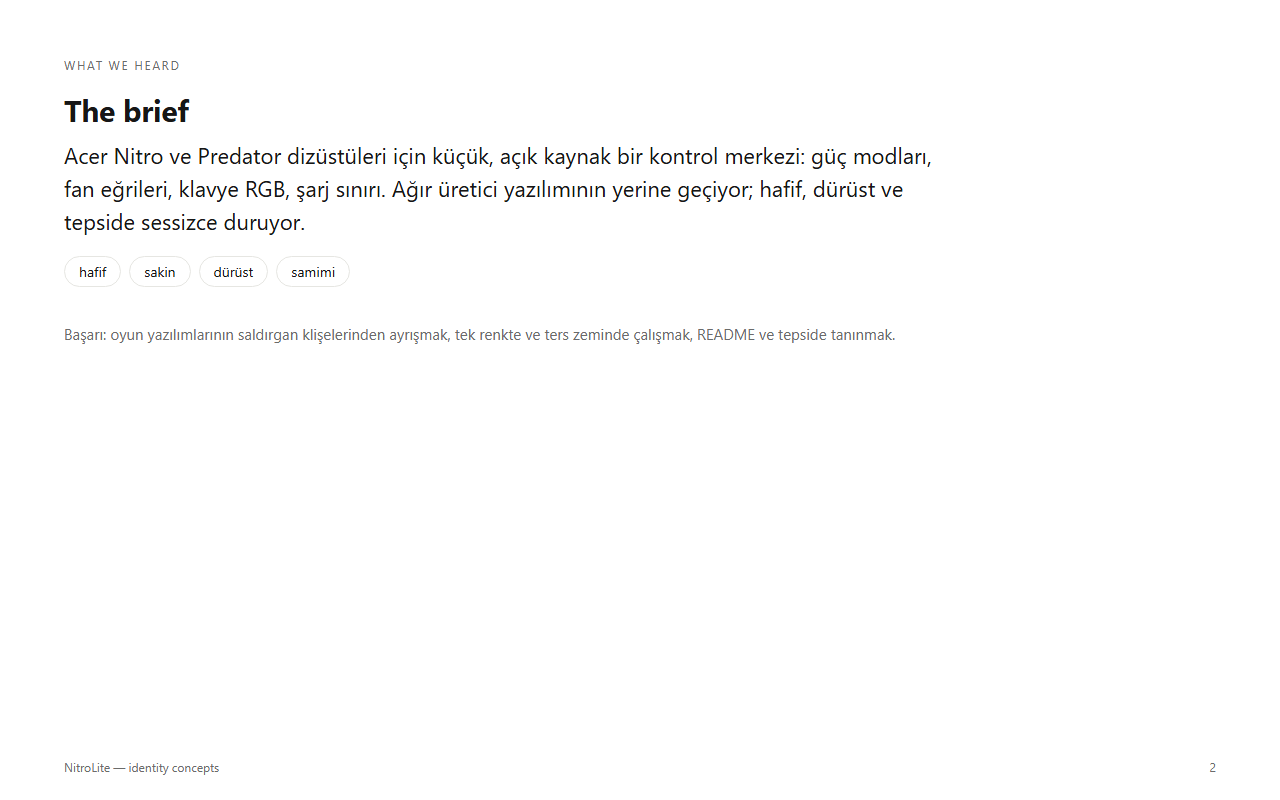 WHAT WE HEARD
The brief
Acer Nitro ve Predator dizüstüleri için küçük, açık kaynak bir kontrol merkezi: güç modları,
fan eğrileri, klavye RGB, şarj sınırı. Ağır üretici yazılımının yerine geçiyor; hafif, dürüst ve
tepside sessizce duruyor.
hafif sakin dürüst samimi
Başarı: oyun yazılımlarının saldırgan klişelerinden ayrışmak, tek renkte ve ters zeminde çalışmak, README ve tepside tanınmak.
NitroLite — identity concepts 2